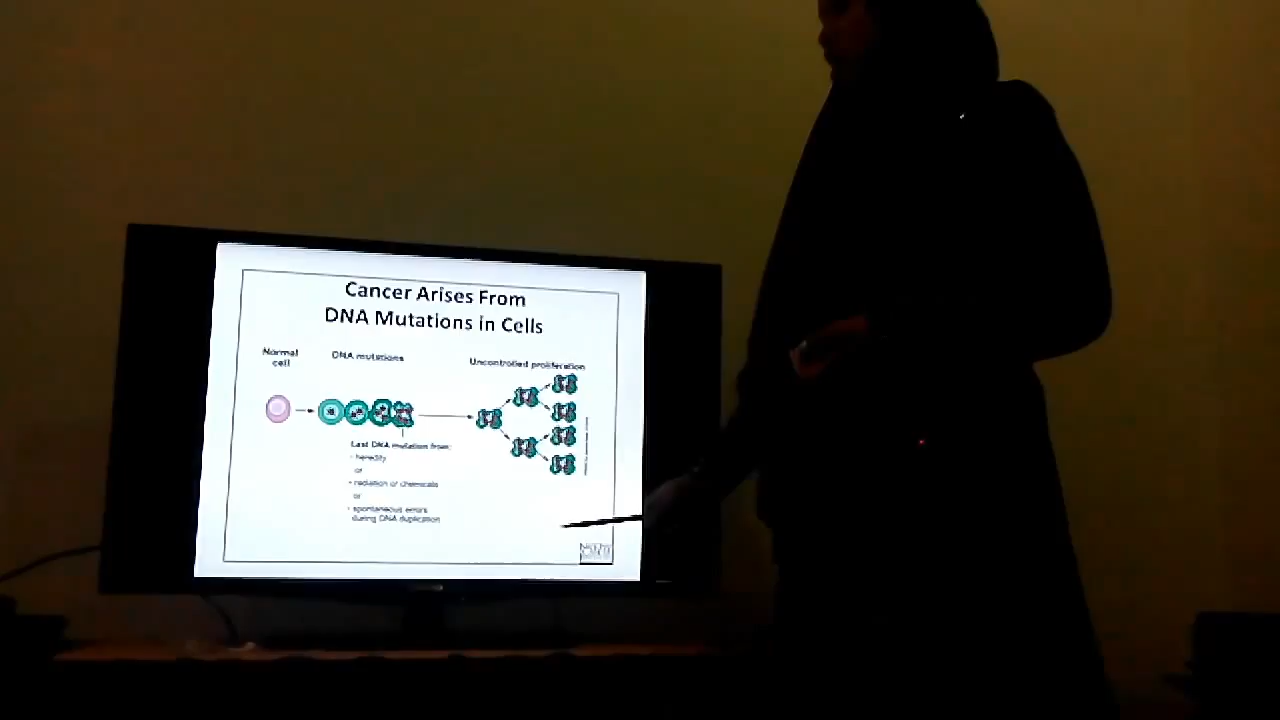 Cancer Arises From
DNA Mutations in Cells
Normal
cell
DNA mutations
Uncontrolled proliferation
Last DNA mutation from:
• heredity
or
• radiation or chemicals
or
• spontaneous errors
during DNA duplication